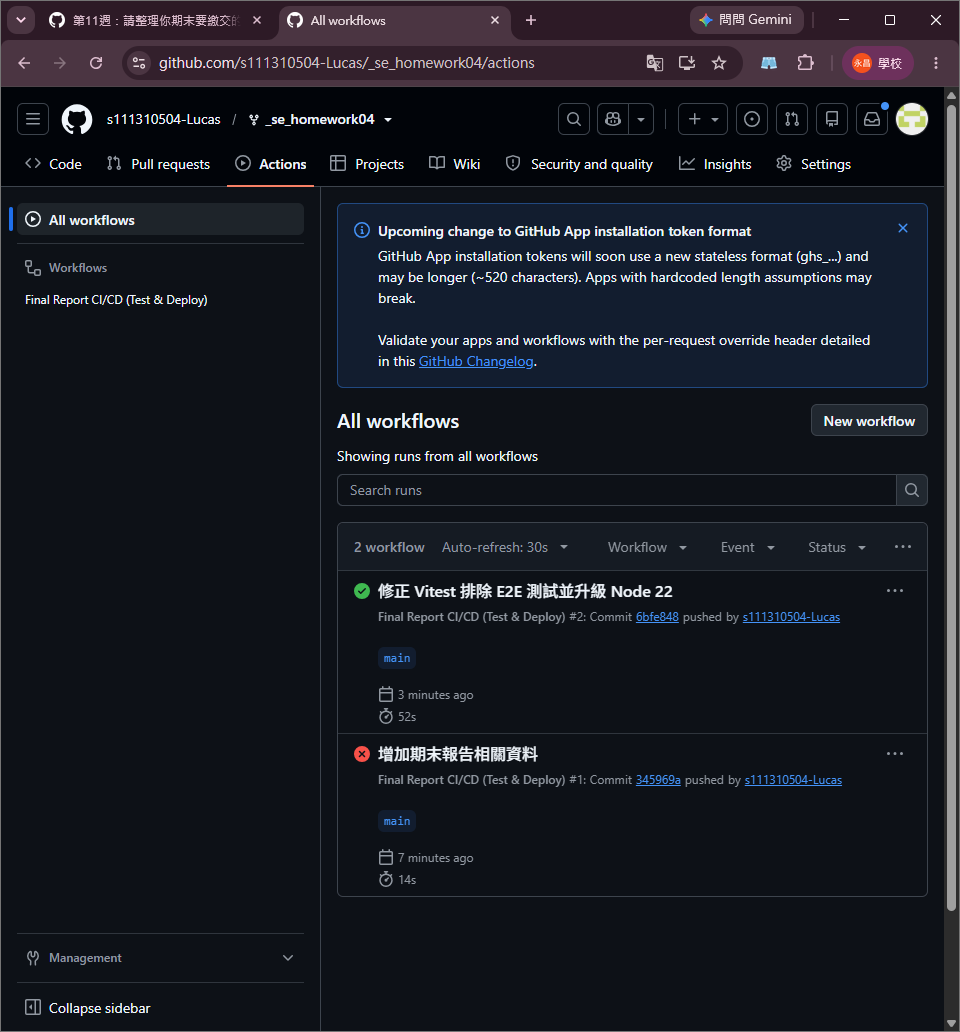 第11週：請整理你期末要繳交的
All workflows
問問 Gemini
github.com/s111310504-Lucas/_se_homework04/actions
永昌 學校
s111310504-Lucas / _se_homework04
Code Pull requests Actions Projects Wiki Security and quality Insights Settings
All workflows
Workflows
Final Report CI/CD (Test & Deploy)
Upcoming change to GitHub App installation token format
GitHub App installation tokens will soon use a new stateless format (ghs_...) and
may be longer (~520 characters). Apps with hardcoded length assumptions may
break.
Validate your apps and workflows with the per-request override header detailed
in this GitHub Changelog.
All workflows
New workflow
Showing runs from all workflows
Search runs
2 workflow Auto-refresh: 30s Workflow Event Status
修正 Vitest 排除 E2E 測試並升級 Node 22
Final Report CI/CD (Test & Deploy) #2: Commit 6bfe848 pushed by s111310504-Lucas
main
3 minutes ago
52s
增加期末報告相關資料
Final Report CI/CD (Test & Deploy) #1: Commit 345969a pushed by s111310504-Lucas
main
7 minutes ago
14s
Management
Collapse sidebar